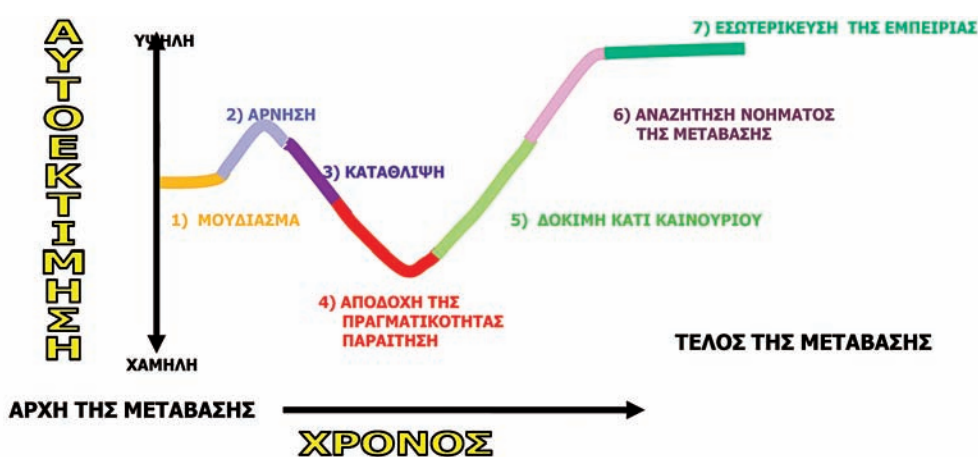 ΑΥΤΟΕΚΤΙΜΗΣΗ
ΥΨΗΛΗ
7) ΕΣΩΤΕΡΙΚΕΥΣΗ ΤΗΣ ΕΜΠΕΙΡΙΑΣ
2) ΑΡΝΗΣΗ
6) ΑΝΑΖΗΤΗΣΗ ΝΟΗΜΑΤΟΣ
ΤΗΣ ΜΕΤΑΒΑΣΗΣ
3) ΚΑΤΑΘΛΙΨΗ
1) ΜΟΥΔΙΑΣΜΑ
5) ΔΟΚΙΜΗ ΚΑΤΙ ΚΑΙΝΟΥΡΙΟΥ
4) ΑΠΟΔΟΧΗ ΤΗΣ
ΠΡΑΓΜΑΤΙΚΟΤΗΤΑΣ
ΠΑΡΑΙΤΗΣΗ
ΧΑΜΗΛΗ
ΤΕΛΟΣ ΤΗΣ ΜΕΤΑΒΑΣΗΣ
ΑΡΧΗ ΤΗΣ ΜΕΤΑΒΑΣΗΣ
ΧΡΟΝΟΣ